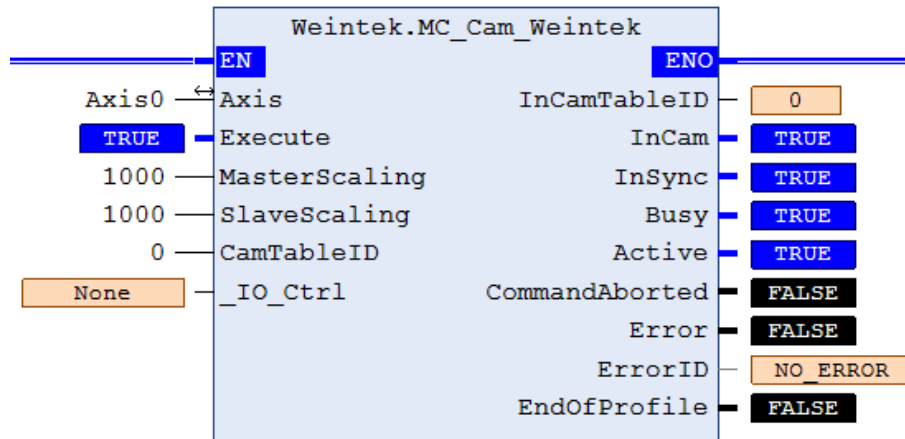 Weintek.MC_Cam_Weintek
EN ENO
Axis0 Axis InCamTableID 0
TRUE Execute InCam TRUE
1000 MasterScaling InSync TRUE
1000 SlaveScaling Busy TRUE
0 CamTableID Active TRUE
None _IO_Ctrl CommandAborted FALSE
Error FALSE
ErrorID NO_ERROR
EndOfProfile FALSE